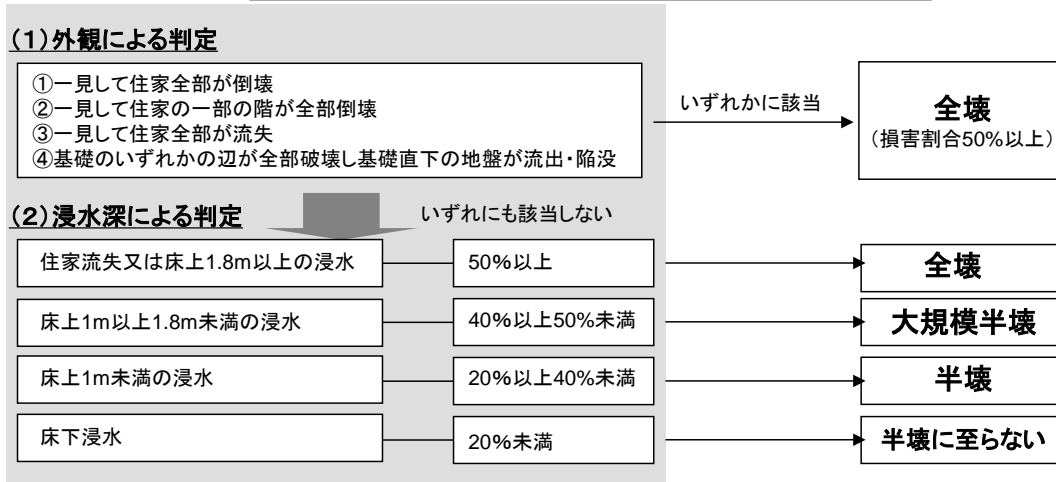 (1)外観による判定
①一見して住家全部が倒壊
②一見して住家の一部の階が全部倒壊
③一見して住家全部が流失
④基礎のいずれかの辺が全部破壊し基礎直下の地盤が流出・陥没
いずれかに該当
全壊
(損害割合50%以上)
(2)浸水深による判定
いずれにも該当しない
住家流失又は床上1.8m以上の浸水
50%以上
全壊
床上1m以上1.8m未満の浸水
40%以上50%未満
大規模半壊
床上1m未満の浸水
20%以上40%未満
半壊
床下浸水
20%未満
半壊に至らない